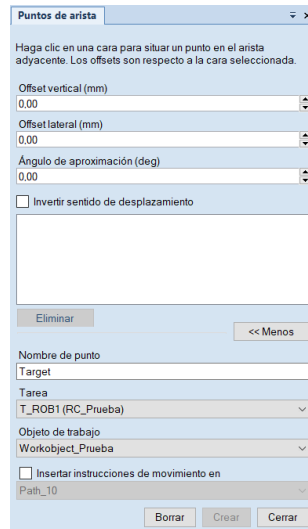 Puntos de arista
Haga clic en una cara para situar un punto en el arista
adyacente. Los offsets son respecto a la cara seleccionada.
Offset vertical (mm)
0.00
Offset lateral (mm)
0,00
Ángulo de aproximación (deg)
0,00
Invertir sentido de desplazamiento
Eliminar
<< Menos
Nombre de punto
Target
Tarea
T_ROB1 (RC_Prueba)
Objeto de trabajo
Workobject_Prueba
Insertar instrucciones de movimiento en
Path_10
Borrar Crear Cerrar